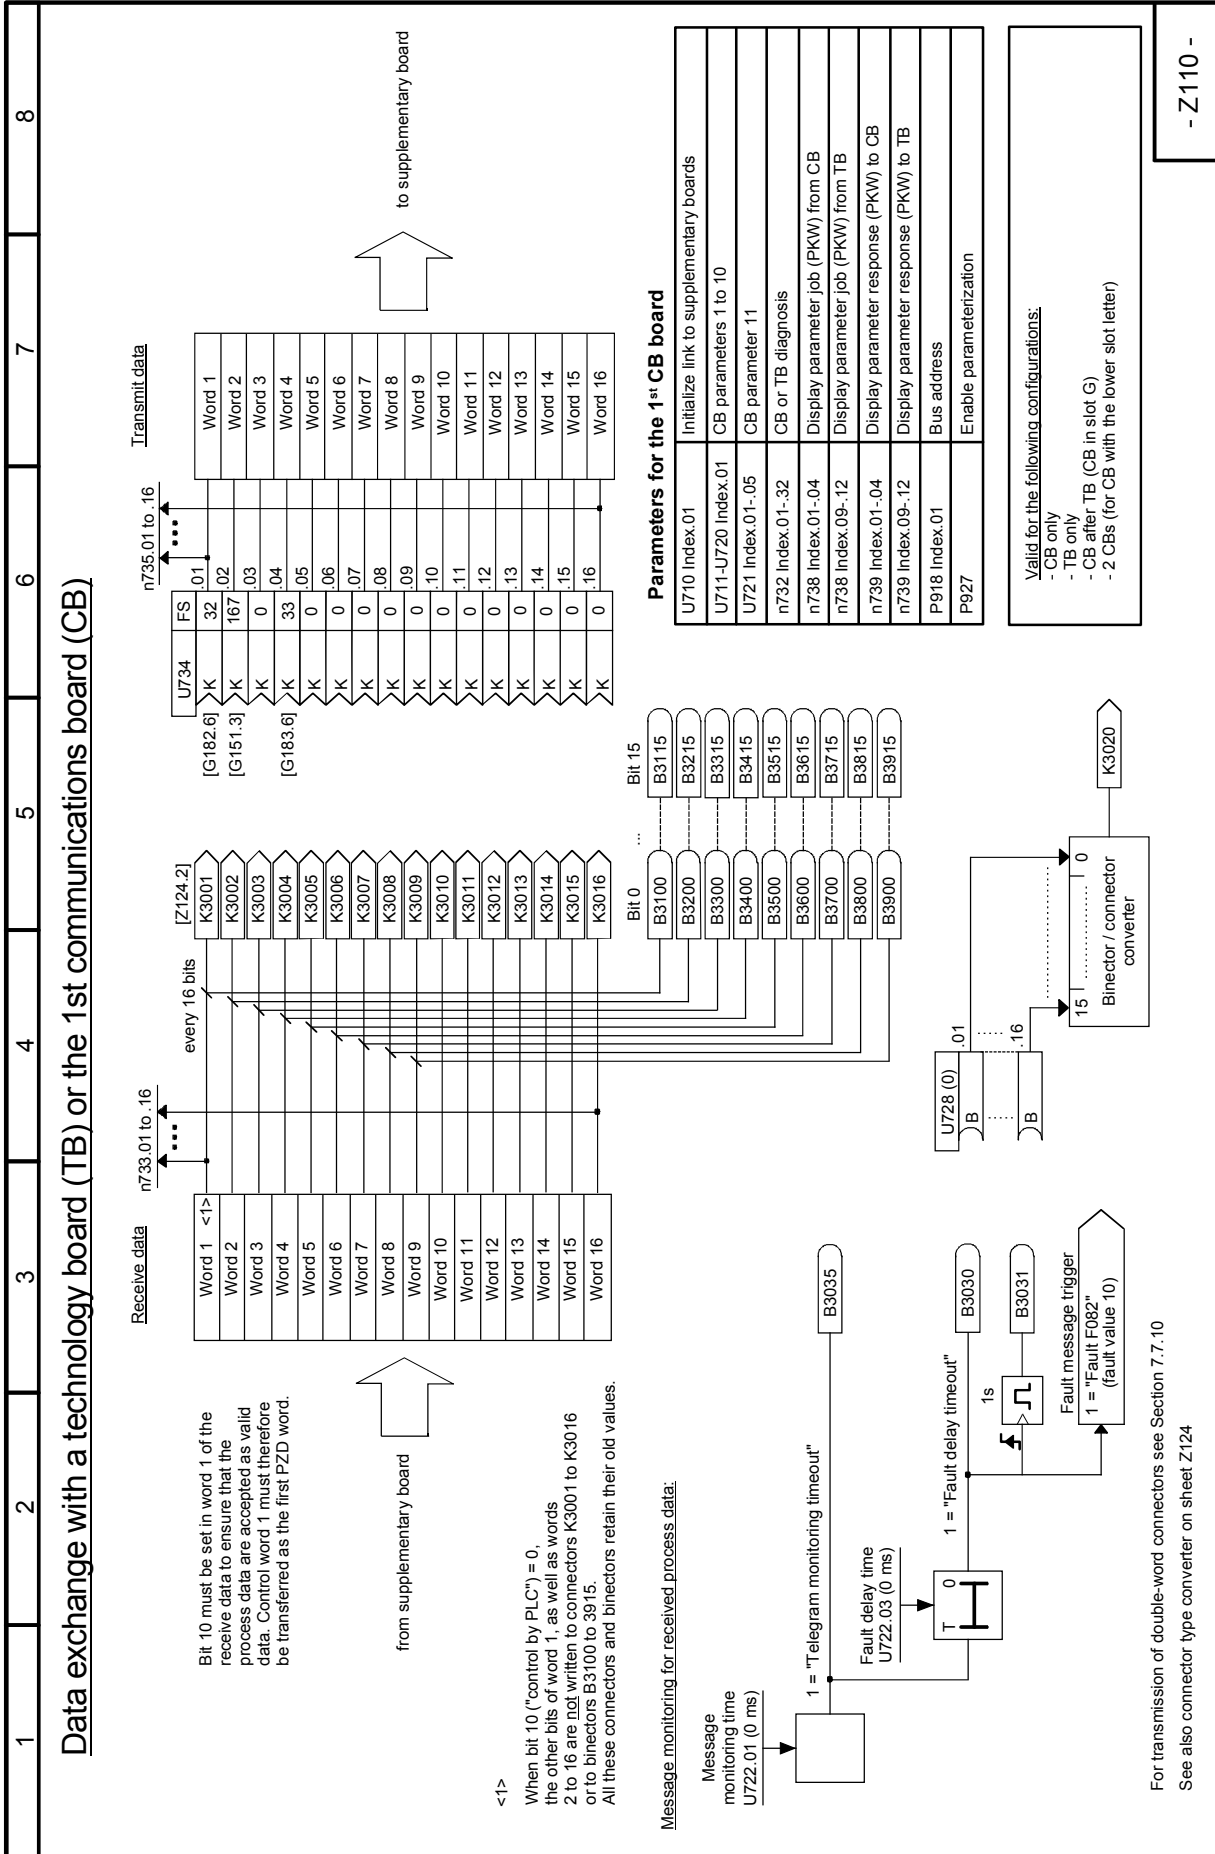 1 2 3 4 5 6 7 8
Data exchange with a technology board (TB) or the 1st communications board (CB)
Bit 10 must be set in word 1 of the
receive data to ensure that the
process data are accepted as valid
data. Control word 1 must therefore
be transferred as the first PZD word.
from supplementary board
<1>
When bit 10 ("control by PLC") = 0,
the other bits of word 1, as well as words
2 to 16 are not written to connectors K3001 to K3016
or to binectors B3100 to 3915.
All these connectors and binectors retain their old values.
Receive data
n733.01 to .16
Word 1 <1>
Word 2
Word 3
Word 4
Word 5
Word 6
Word 7
Word 8
Word 9
Word 10
Word 11
Word 12
Word 13
Word 14
Word 15
Word 16
every 16 bits
[Z124.2]
K3001
K3002
K3003
K3004
K3005
K3006
K3007
K3008
K3009
K3010
K3011
K3012
K3013
K3014
K3015
K3016
Bit 0 ... Bit 15
B3100 B3115
B3200 B3215
B3300 B3315
B3400 B3415
B3500 B3515
B3600 B3615
B3700 B3715
B3800 B3815
B3900 B3915
n735.01 to .16
Transmit data
U734 FS
[G182.6] K 32 .01 Word 1
[G151.3] K 167 .02 Word 2
K 0 .03 Word 3
[G183.6] K 33 .04 Word 4
K 0 .05 Word 5
K 0 .06 Word 6
K 0 .07 Word 7
K 0 .08 Word 8
K 0 .09 Word 9
K 0 .10 Word 10
K 0 .11 Word 11
K 0 .12 Word 12
K 0 .13 Word 13
K 0 .14 Word 14
K 0 .15 Word 15
K 0 .16 Word 16
to supplementary board
Message monitoring for received process data:
Message
monitoring time
U722.01 (0 ms)
1 = "Telegram monitoring timeout"
B3035
Fault delay time
U722.03 (0 ms)
T 0
1 = "Fault delay timeout"
B3030
1s
B3031
Fault message trigger
1 = "Fault F082"
(fault value 10)
U728 (0)
B .01
B .16
15 0
Binector / connector
converter
K3020
Parameters for the 1st CB board
U710 Index.01 Initialize link to supplementary boards
U711-U720 Index.01 CB parameters 1 to 10
U721 Index.01-.05 CB parameter 11
n732 Index.01-.32 CB or TB diagnosis
n738 Index.01-.04 Display parameter job (PKW) from CB
n738 Index.09-.12 Display parameter job (PKW) from TB
n739 Index.01-.04 Display parameter response (PKW) to CB
n739 Index.09-.12 Display parameter response (PKW) to TB
P918 Index.01 Bus address
P927 Enable parameterization
Valid for the following configurations:
- CB only
- TB only
- CB after TB (CB in slot G)
- 2 CBs (for CB with the lower slot letter)
For transmission of double-word connectors see Section 7.7.10
See also connector type converter on sheet Z124
- Z110 -